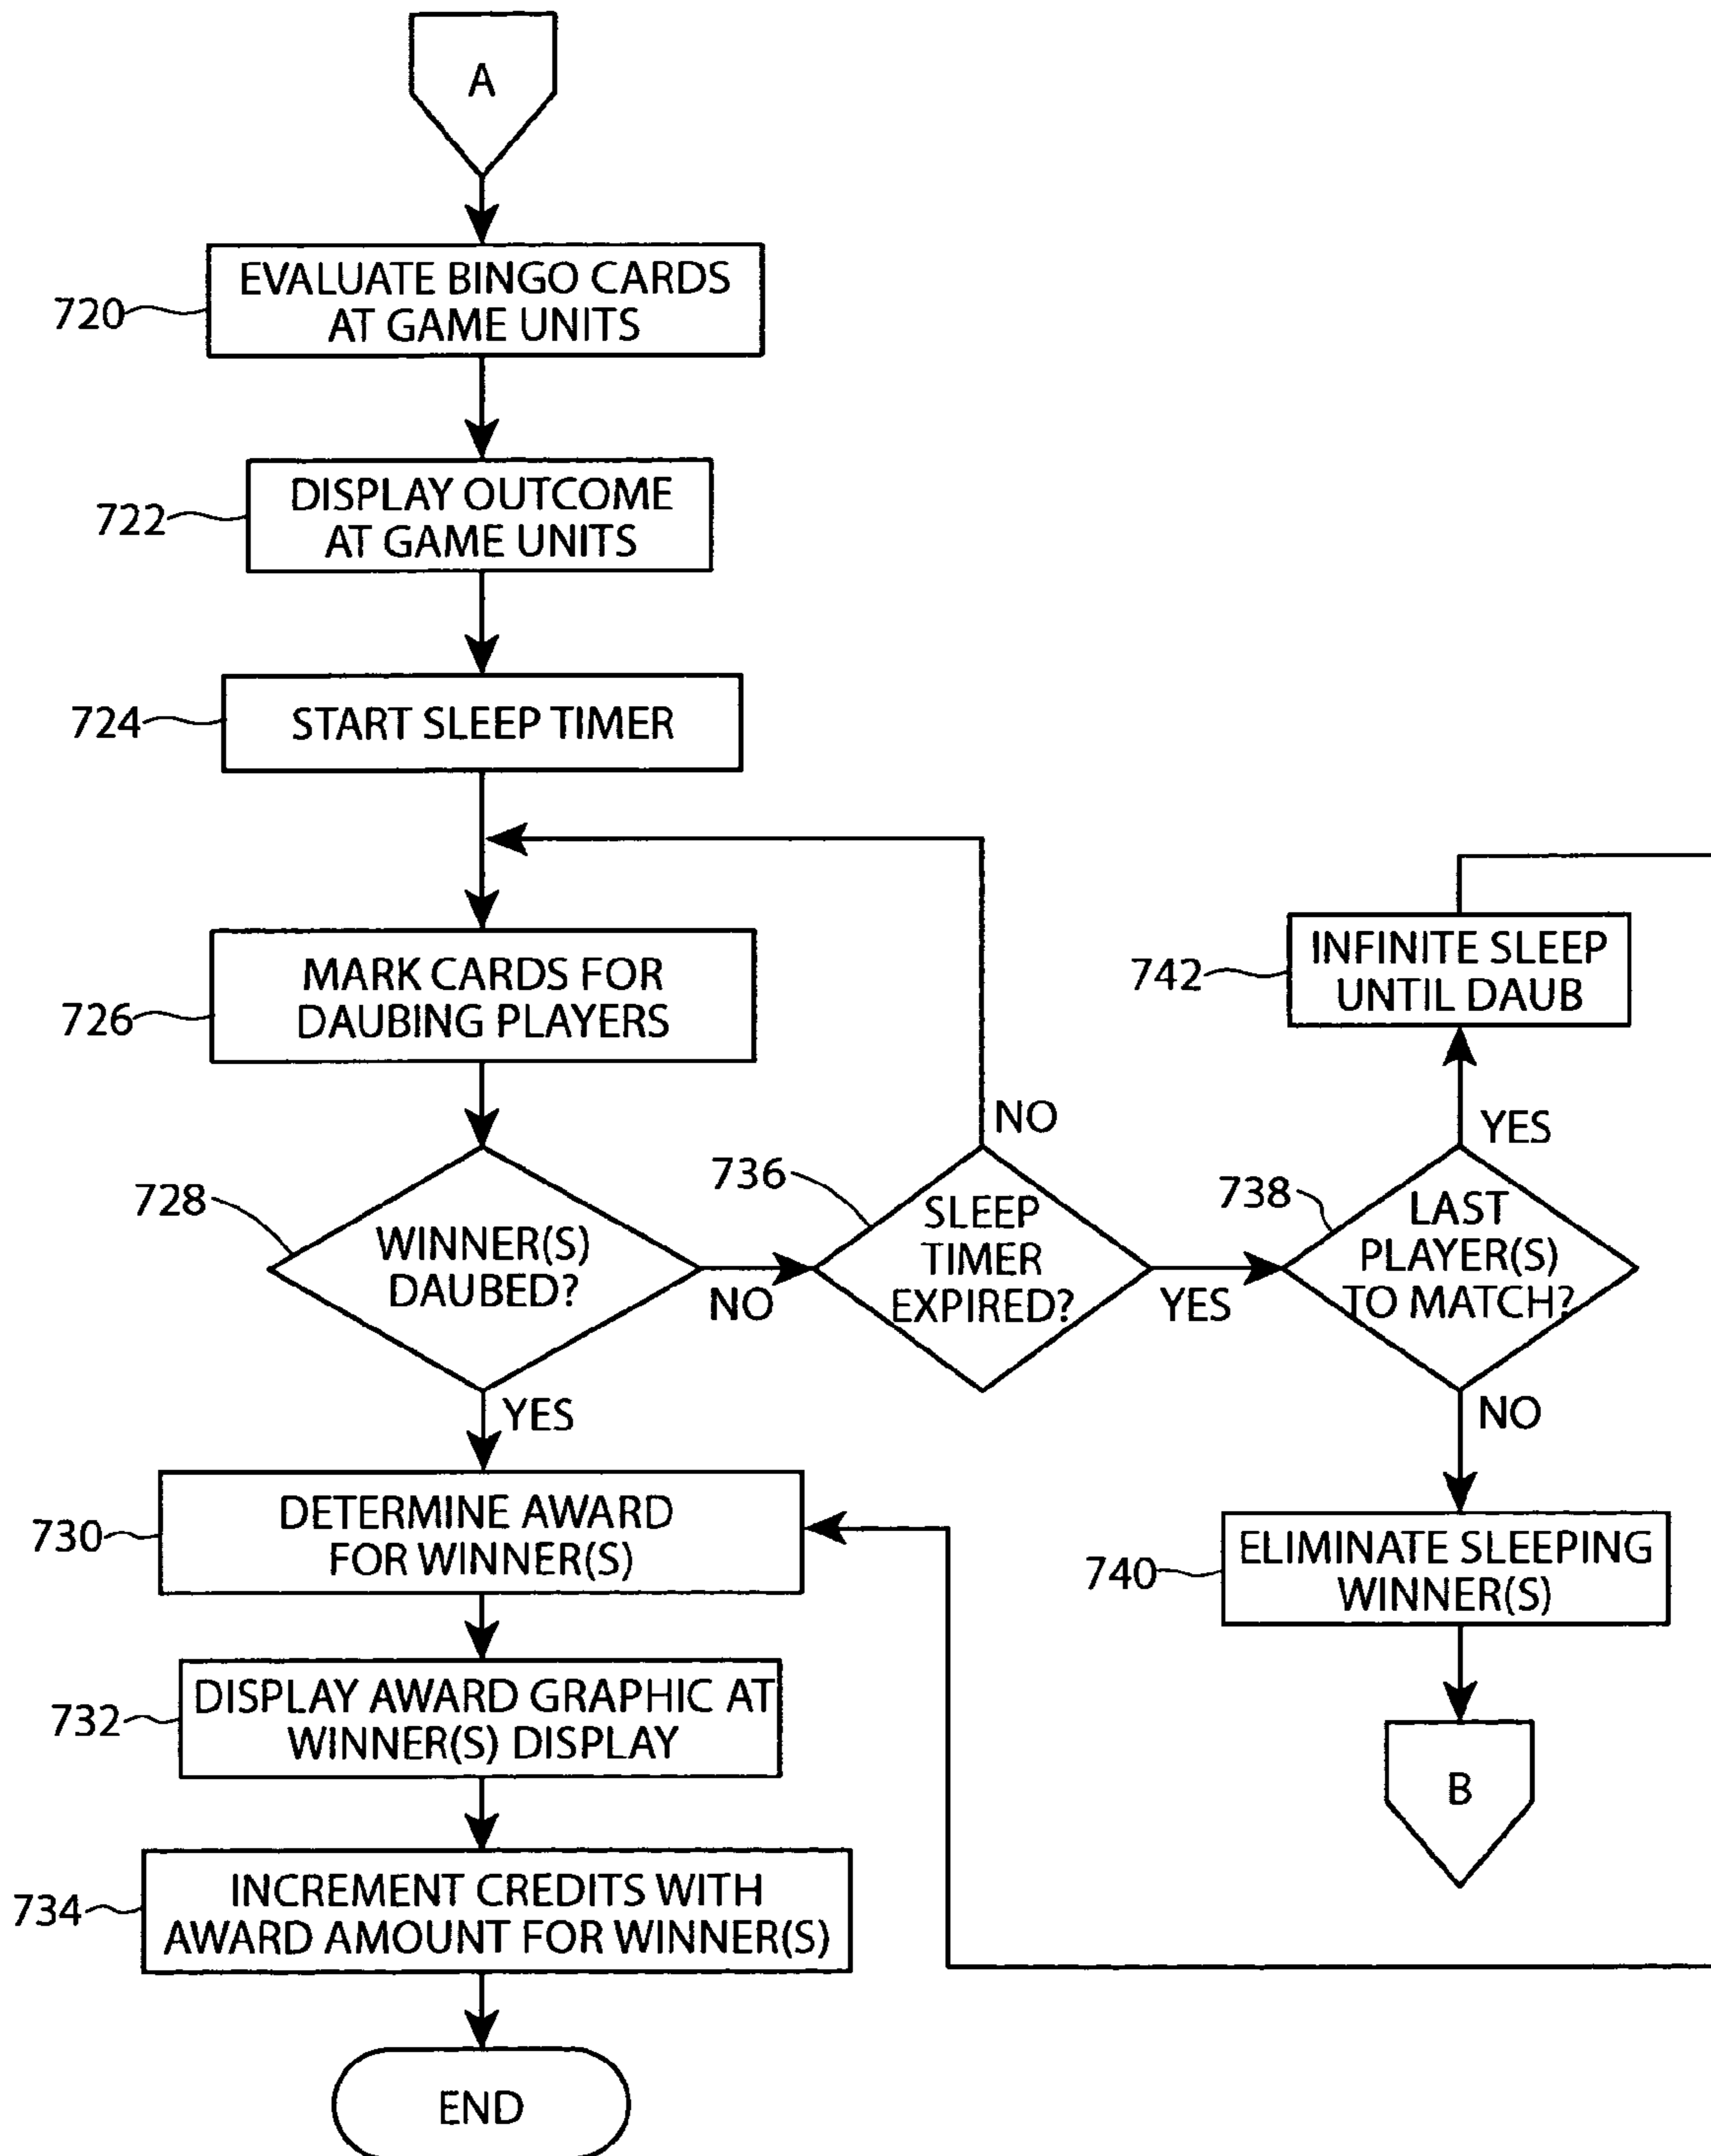 A
720
EVALUATE BINGO CARDS
AT GAME UNITS
722
DISPLAY OUTCOME
AT GAME UNITS
724
START SLEEP TIMER
726
MARK CARDS FOR
DAUBING PLAYERS
728
WINNER(S)
DAUBED?
NO
YES
736
SLEEP
TIMER
EXPIRED?
NO
YES
738
LAST
PLAYER(S)
TO MATCH?
YES
NO
742
INFINITE SLEEP
UNTIL DAUB
740
ELIMINATE SLEEPING
WINNER(S)
B
730
DETERMINE AWARD
FOR WINNER(S)
732
DISPLAY AWARD GRAPHIC AT
WINNER(S) DISPLAY
734
INCREMENT CREDITS WITH
AWARD AMOUNT FOR WINNER(S)
END